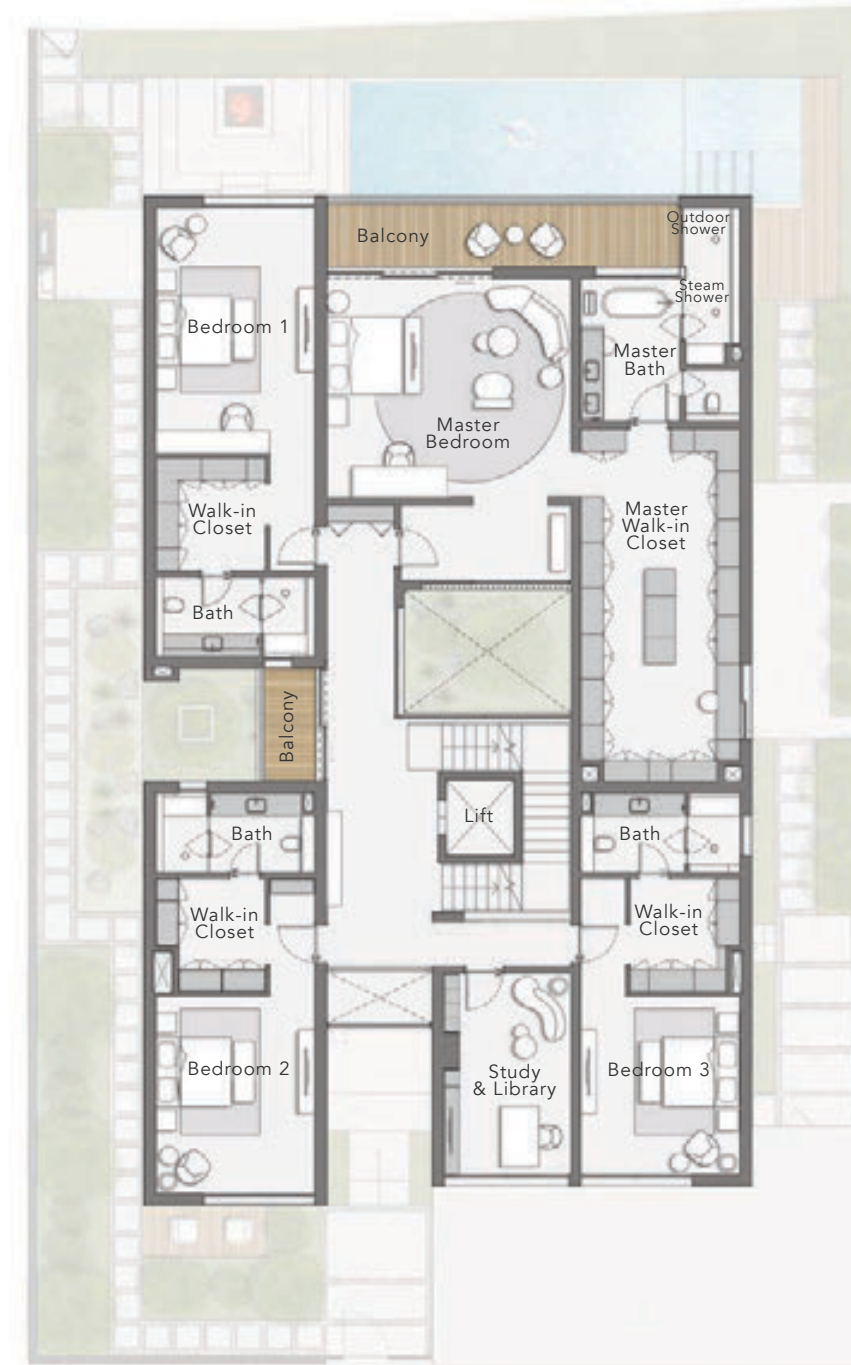 Outdoor
Shower
Balcony
Steam
Shower
Bedroom 1
Master
Bath
Master
Bedroom
Walk-in
Closet
Master
Walk-in
Closet
Bath
Balcony
Lift
Bath
Bath
Walk-in
Closet
Walk-in
Closet
Bedroom 2
Study
& Library
Bedroom 3